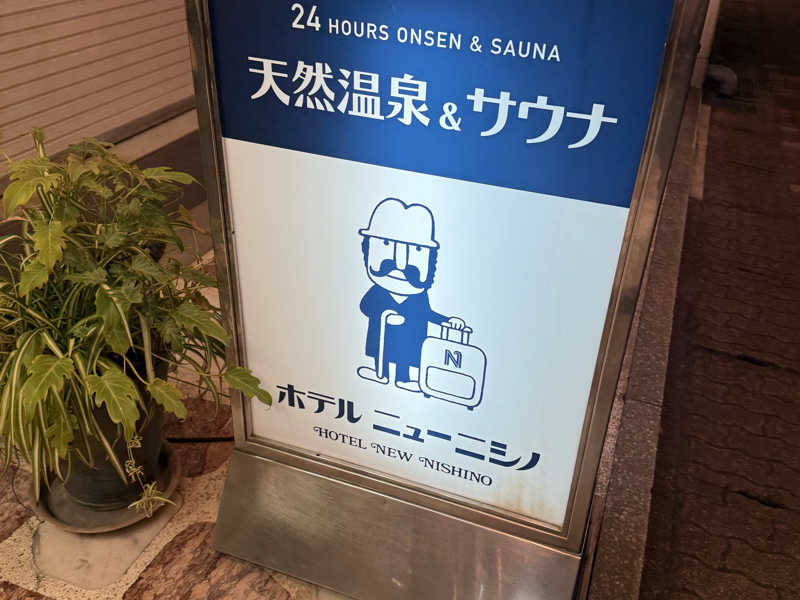 24 HOURS ONSEN & SAUNA
天然温泉&サウナ
N
ホテル ニューニシノ
HOTEL NEW NISHINO